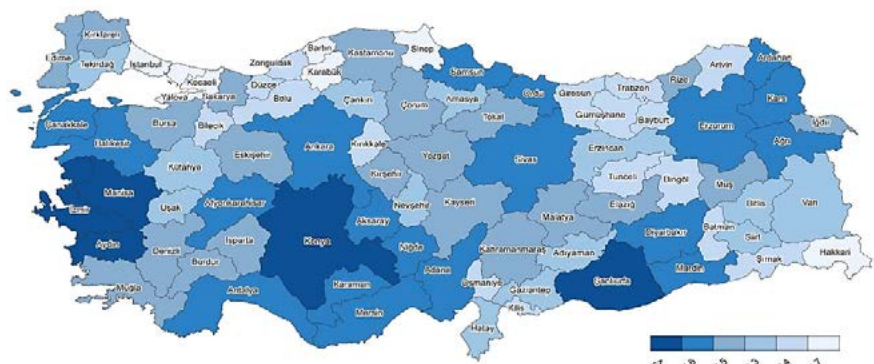 Kırklareli
Edirne
Tekirdağ
İstanbul
Kocaeli
Yalova
Sakarya
Düzce
Zonguldak
Bartın
Karabük
Kastamonu
Sinop
Samsun
Ordu
Giresun
Trabzon
Rize
Artvin
Ardahan
Kars
Iğdır
Ağrı
Erzurum
Bayburt
Gümüşhane
Erzincan
Sivas
Tokat
Amasya
Çorum
Çankırı
Bolu
Bilecik
Bursa
Çanakkale
Balıkesir
Kütahya
Eskişehir
Ankara
Kırıkkale
Kırşehir
Yozgat
Nevşehir
Kayseri
Malatya
Elazığ
Tunceli
Bingöl
Muş
Bitlis
Van
Hakkari
Şırnak
Siirt
Batman
Diyarbakır
Mardin
Şanlıurfa
Adıyaman
Kahramanmaraş
Gaziantep
Kilis
Osmaniye
Hatay
Adana
Niğde
Aksaray
Konya
Karaman
Mersin
Antalya
Isparta
Burdur
Afyonkarahisar
Uşak
Manisa
İzmir
Aydın
Denizli
Muğla